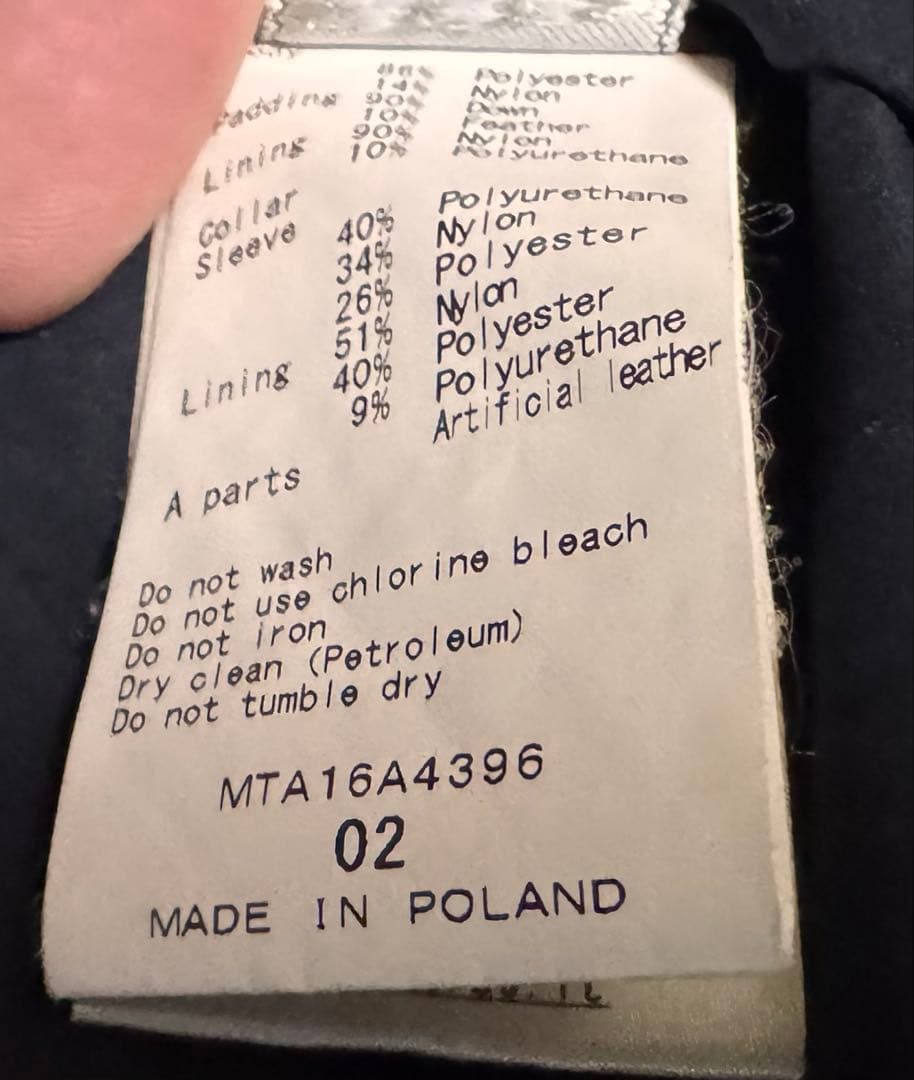 Polyester
14% Nylon
Padding 90% Down
10% Feather
Lining 90% Nylon
10% Polyurethane
Collar Polyurethane
Sleeve 40% Nylon
34% Polyester
26% Nylon
51% Polyester
Lining 40% Polyurethane
9% Artificial leather
A parts
Do not wash
Do not use chlorine bleach
Do not iron
Dry clean (Petroleum)
Do not tumble dry
MTA16A4396
02
MADE IN POLAND